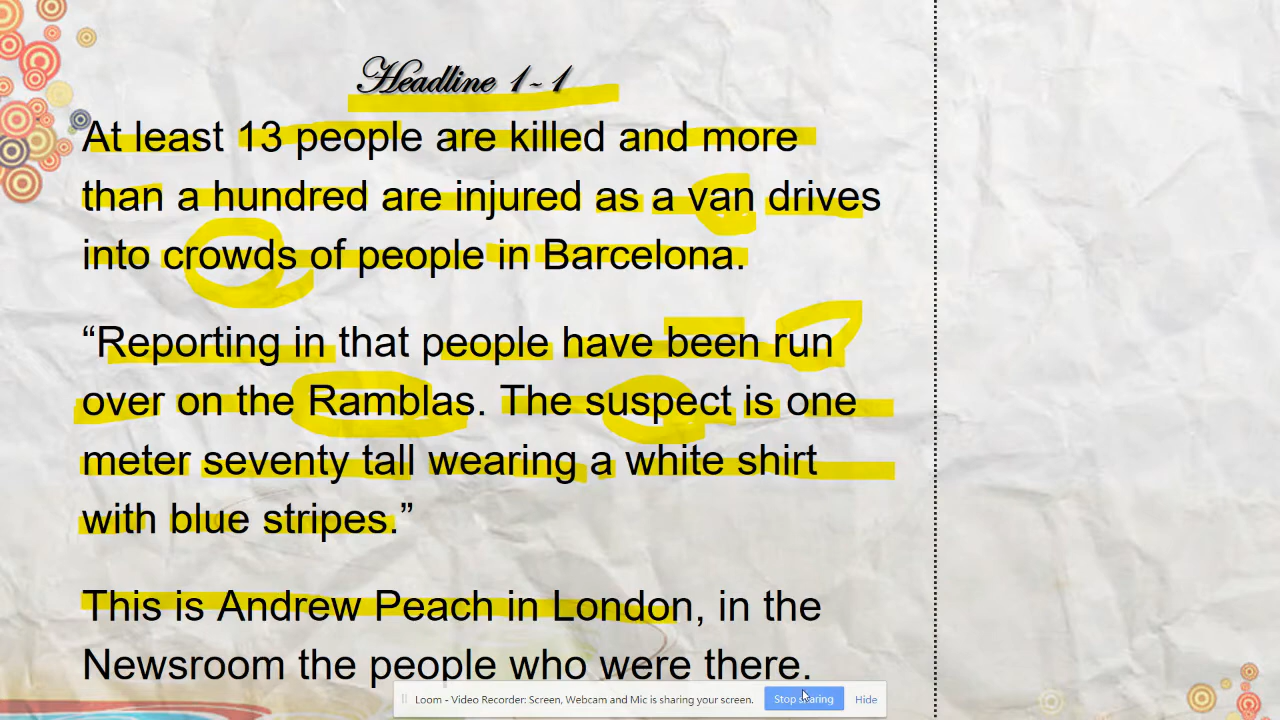 Headline 1-1
At least 13 people are killed and more
than a hundred are injured as a van drives
into crowds of people in Barcelona.
“Reporting in that people have been run
over on the Ramblas. The suspect is one
meter seventy tall wearing a white shirt
with blue stripes.”
This is Andrew Peach in London, in the
Newsroom the people who were there.
Loom - Video Recorder: Screen, Webcam and Mic is sharing your screen. Stop sharing Hide